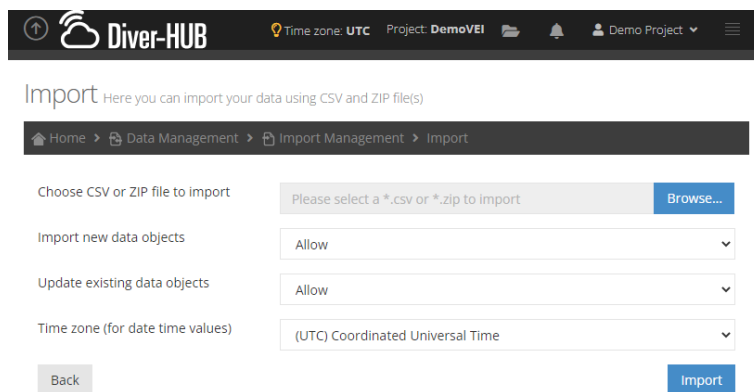 Diver-HUB Time zone: UTC Project: DemoVEI Demo Project
Import Here you can import your data using CSV and ZIP file(s)
Home > Data Management > Import Management > Import
Choose CSV or ZIP file to import Please select a *.csv or *.zip to import Browse...
Import new data objects Allow
Update existing data objects Allow
Time zone (for date time values) (UTC) Coordinated Universal Time
Back Import